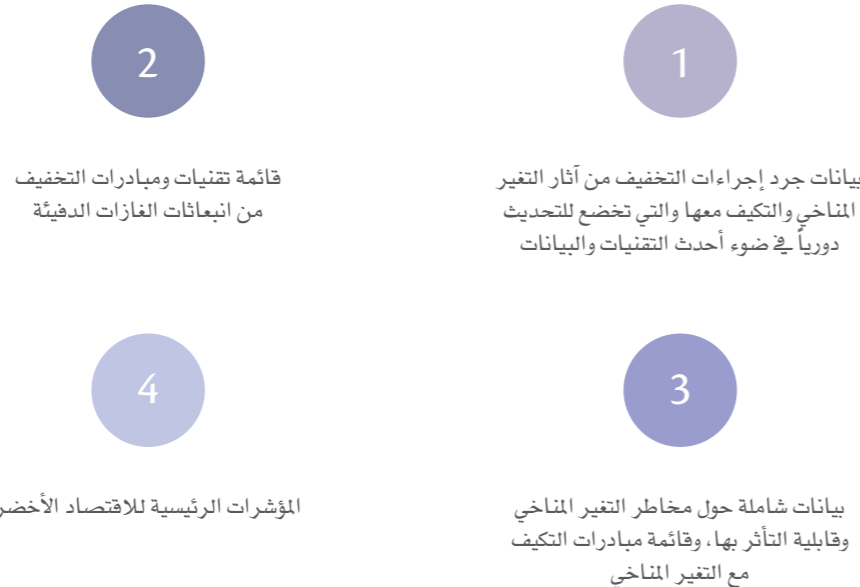 1
بيانات جرد إجراءات التخفيف من آثار التغير
المناخي والتكيف معها والتي تخضع للتحديث
دورياً في ضوء أحدث التقنيات والبيانات
2
قائمة تقنيات ومبادرات التخفيف
من انبعاثات الغازات الدفيئة
3
بيانات شاملة حول مخاطر التغير المناخي
وقابلية التأثر بها، وقائمة مبادرات التكيف
مع التغير المناخي
4
المؤشرات الرئيسية للاقتصاد الأخضر